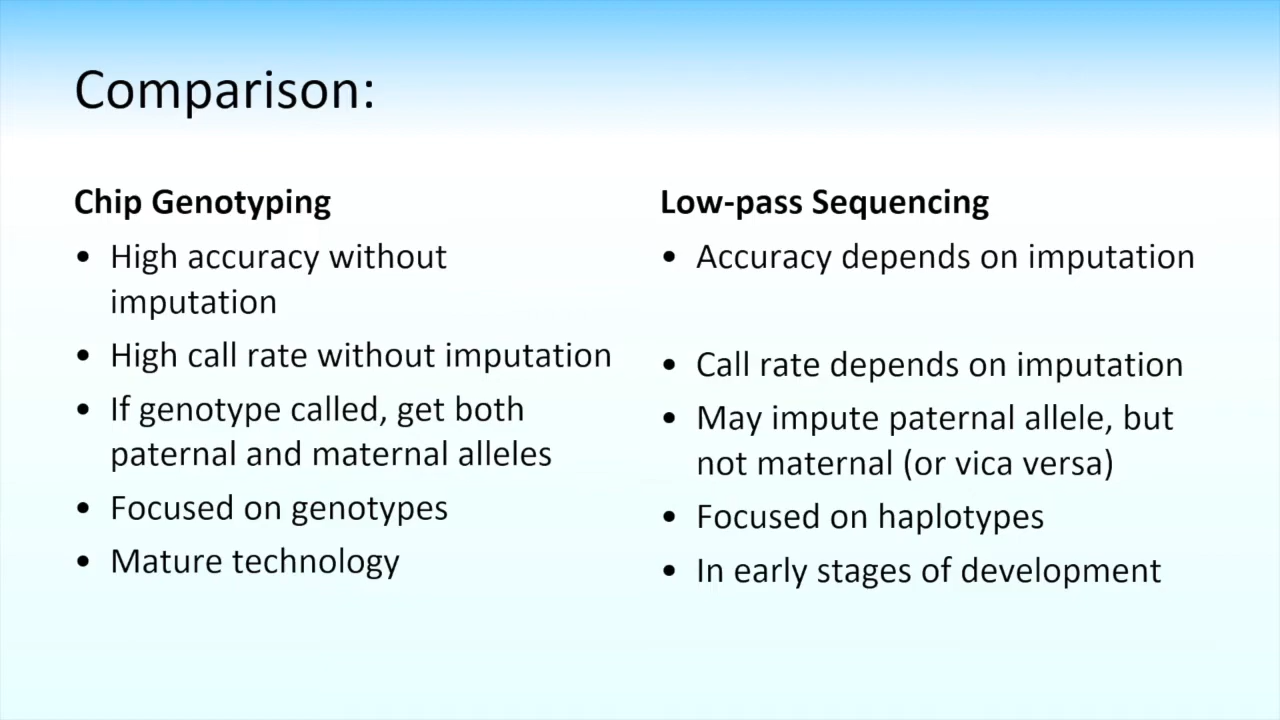 Comparison:
Chip Genotyping
• High accuracy without
imputation
• High call rate without imputation
• If genotype called, get both
paternal and maternal alleles
• Focused on genotypes
• Mature technology
Low-pass Sequencing
• Accuracy depends on imputation
• Call rate depends on imputation
• May impute paternal allele, but
not maternal (or vica versa)
• Focused on haplotypes
• In early stages of development